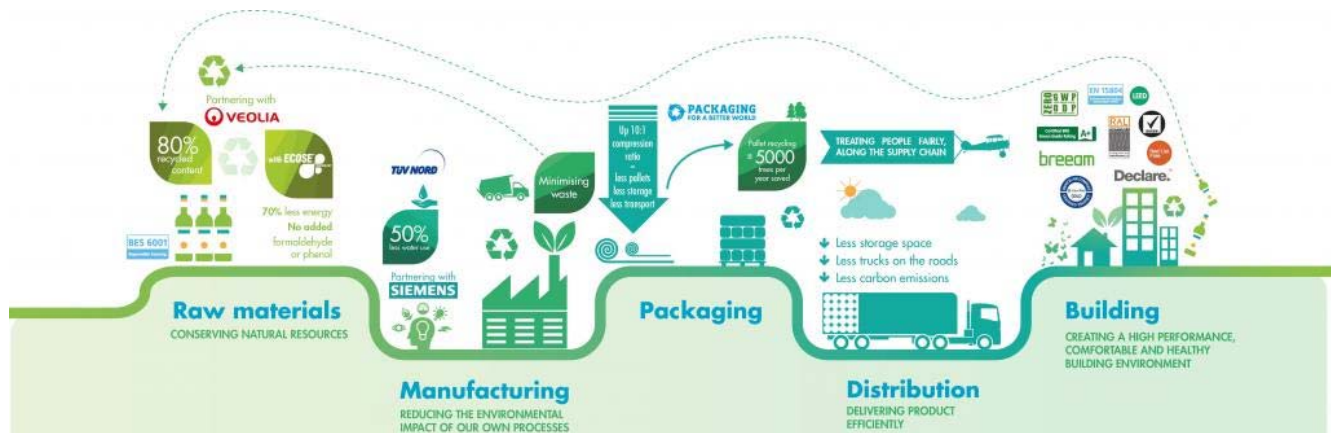 Partnering with
VEOLIA
80%
recycled
content
with ECOSE
70% less energy
No added
formaldehyde
or phenol
BES 6001
Raw materials
CONSERVING NATURAL RESOURCES
TUV NORD
50%
less water use
Partnering with
SIEMENS
Minimising
waste
Manufacturing
REDUCING THE ENVIRONMENTAL
IMPACT OF OUR OWN PROCESSES
Up 10:1
compression
ratio
–
less pallets
less storage
less transport
PACKAGING
FOR A BETTER WORLD
Pallet recycling
= 5000
trees per
year saved
Packaging
TREATING PEOPLE FAIRLY,
ALONG THE SUPPLY CHAIN
Less storage space
Less trucks on the roads
Less carbon emissions
Distribution
DELIVERING PRODUCT
EFFICIENTLY
ZERO GWP
ODP
EN 15804
LEED
RAL
A+
breeam
Declare.
Building
CREATING A HIGH PERFORMANCE,
COMFORTABLE AND HEALTHY
BUILDING ENVIRONMENT